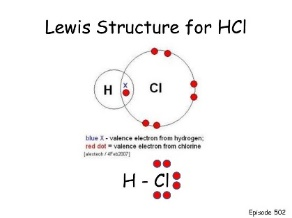 Lewis Structure for HCl
H x Cl
blue X - valence electron from hydrogen;
red dot = valence electron from chlorine
H - Cl
Episode 502